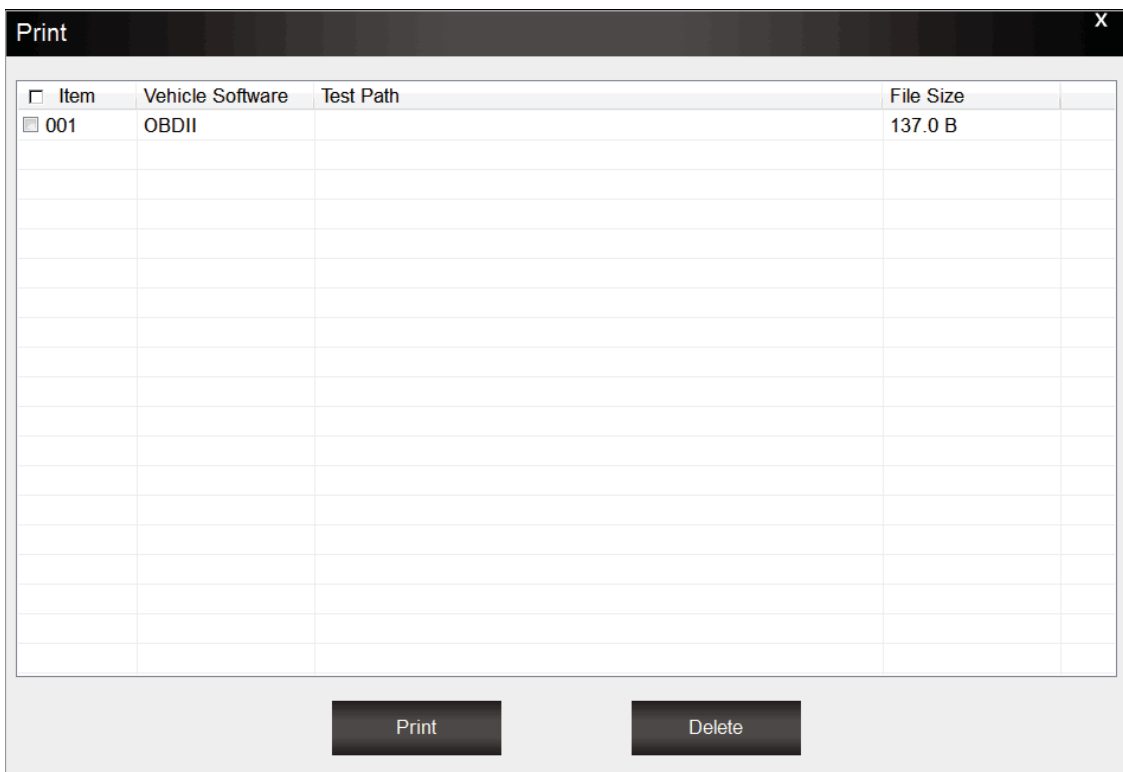 Print X
Item Vehicle Software Test Path File Size
001 OBDII 137.0 B
Print Delete